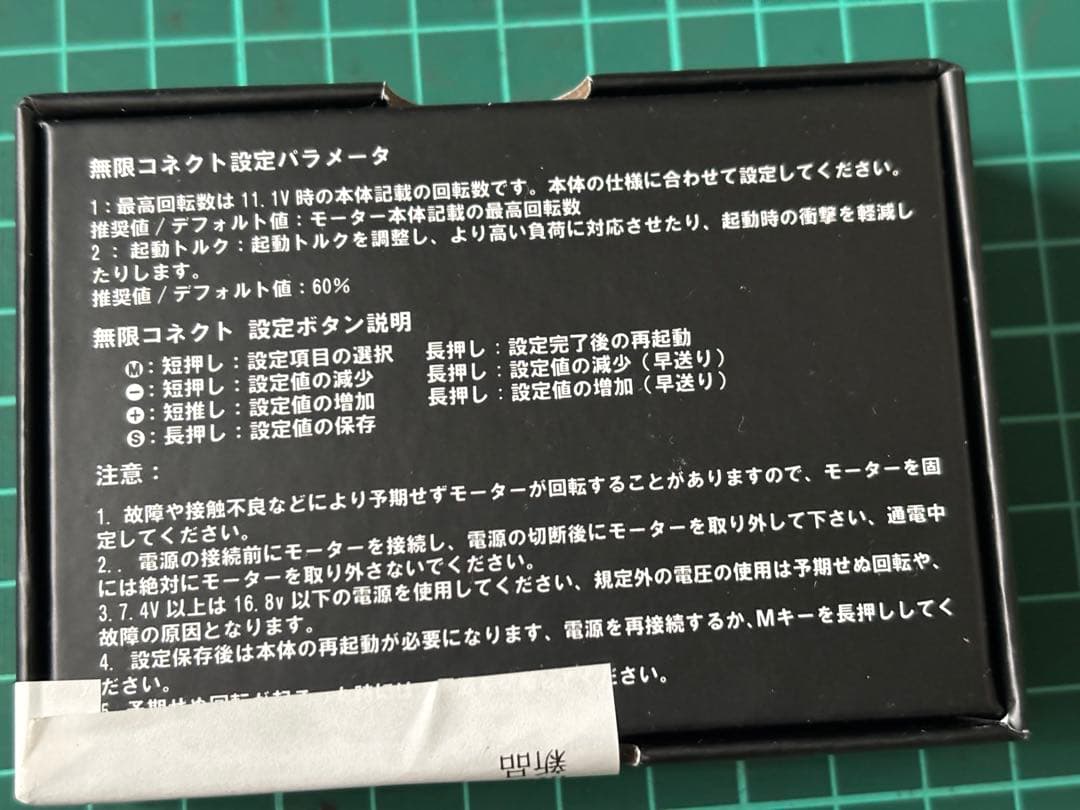 無限コネクト設定パラメータ
1:最高回転数は 11.1V 時の本体記載の回転数です。本体の仕様に合わせて設定してください。
推奨値/デフォルト値:モーター本体記載の最高回転数
2 : 起動トルク:起動トルクを調整し、より高い負荷に対応させたり、起動時の衝撃を軽減し
たりします。
推奨値/デフォルト値:60%
無限コネクト 設定ボタン説明
Ⓜ:短押し:設定項目の選択 長押し:設定完了後の再起動
⊖:短押し:設定値の減少 長押し:設定値の減少(早送り)
⊕:短推し:設定値の増加 長押し:設定値の増加(早送り)
Ⓢ:長押し:設定値の保存
注意:
1. 故障や接触不良などにより予期せずモーターが回転することがありますので、モーターを固
定してください。
2.. 電源の接続前にモーターを接続し、電源の切断後にモーターを取り外して下さい、通電中
には絶対にモーターを取り外さないでください。
3.7.4V 以上は 16.8v 以下の電源を使用してください、規定外の電圧の使用は予期せぬ回転や、
故障の原因となります。
4. 設定保存後は本体の再起動が必要になります、電源を再接続するか、Mキーを長押ししてく
ださい。
5. 予期せぬ回転が ださい。
新品